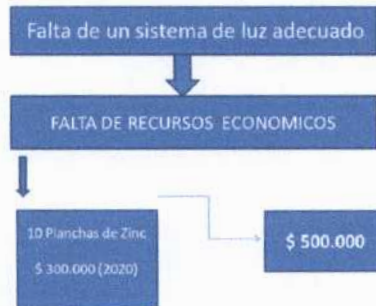 Falta de un sistema de luz adecuado
FALTA DE RECURSOS ECONOMICOS
10 Planchas de Zinc
$ 300.000 (2020)
$ 500.000